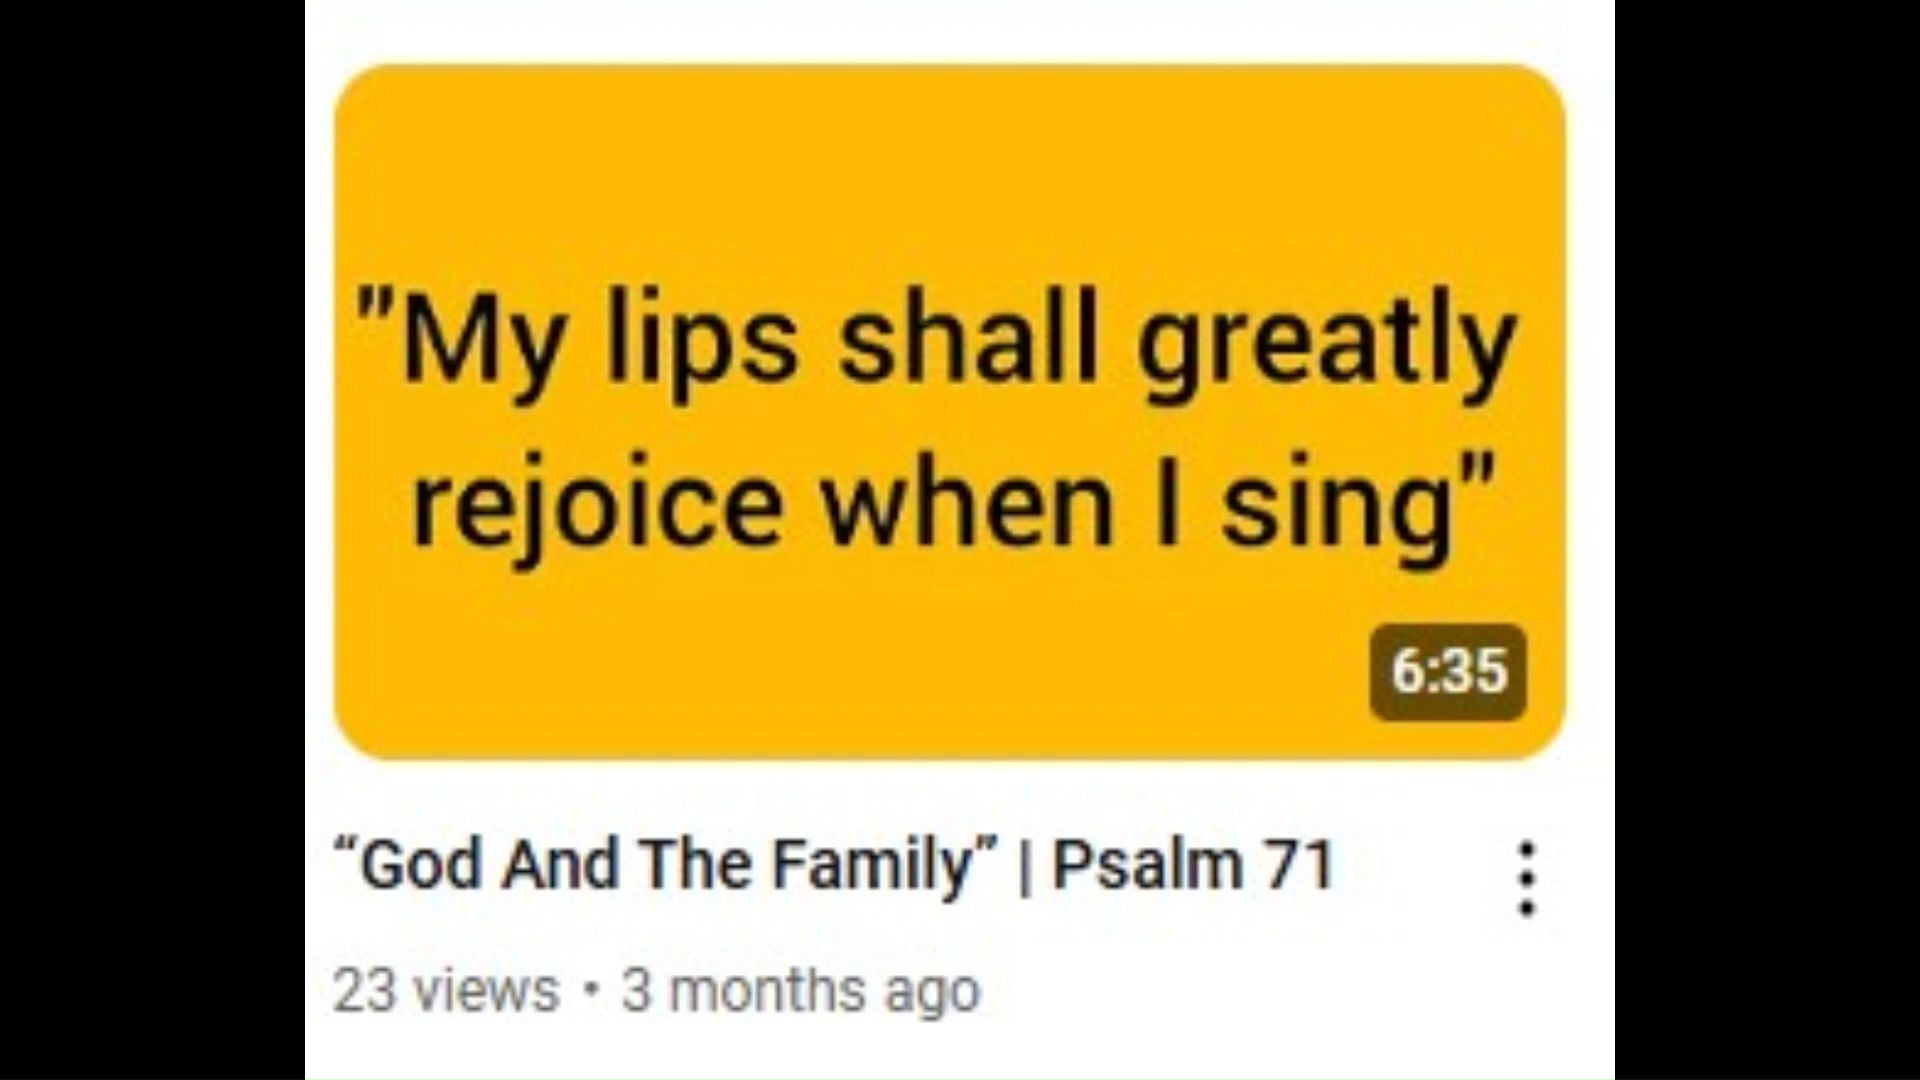 "My lips shall greatly
rejoice when I sing"
6:35
“God And The Family” | Psalm 71
23 views • 3 months ago